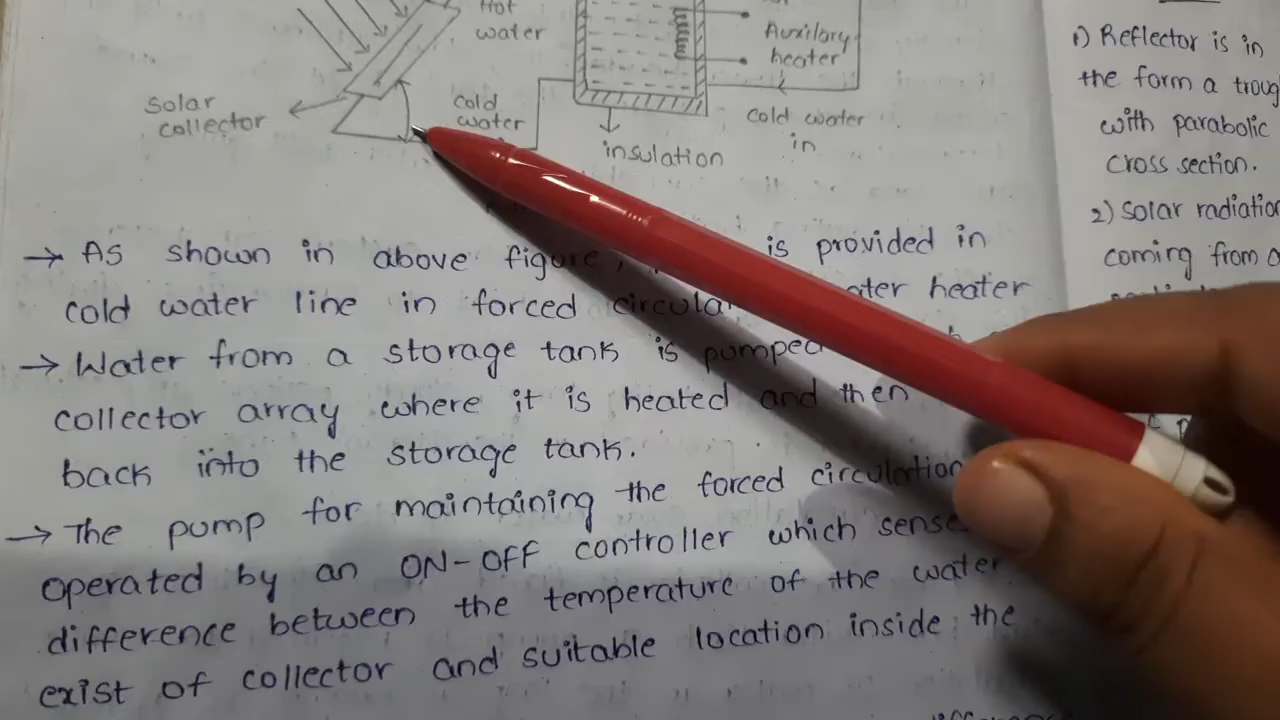 Hot
water
Auxilary
heater
Solar
collector
cold
water
cold water
in
insulation
→ As shown in above figure, is provided in
cold water line in forced heater
→ Water from a storage tank is pumped
collector array where it is heated and then
back into the storage tank.
→ The pump for maintaining the forced circulation
operated by an ON-OFF controller which sense
difference between the temperature of the water
exist of collector and suitable location inside the
1) Reflector is in
the form a troug
with parabolic
cross section.
2) Solar radiation
coming from a